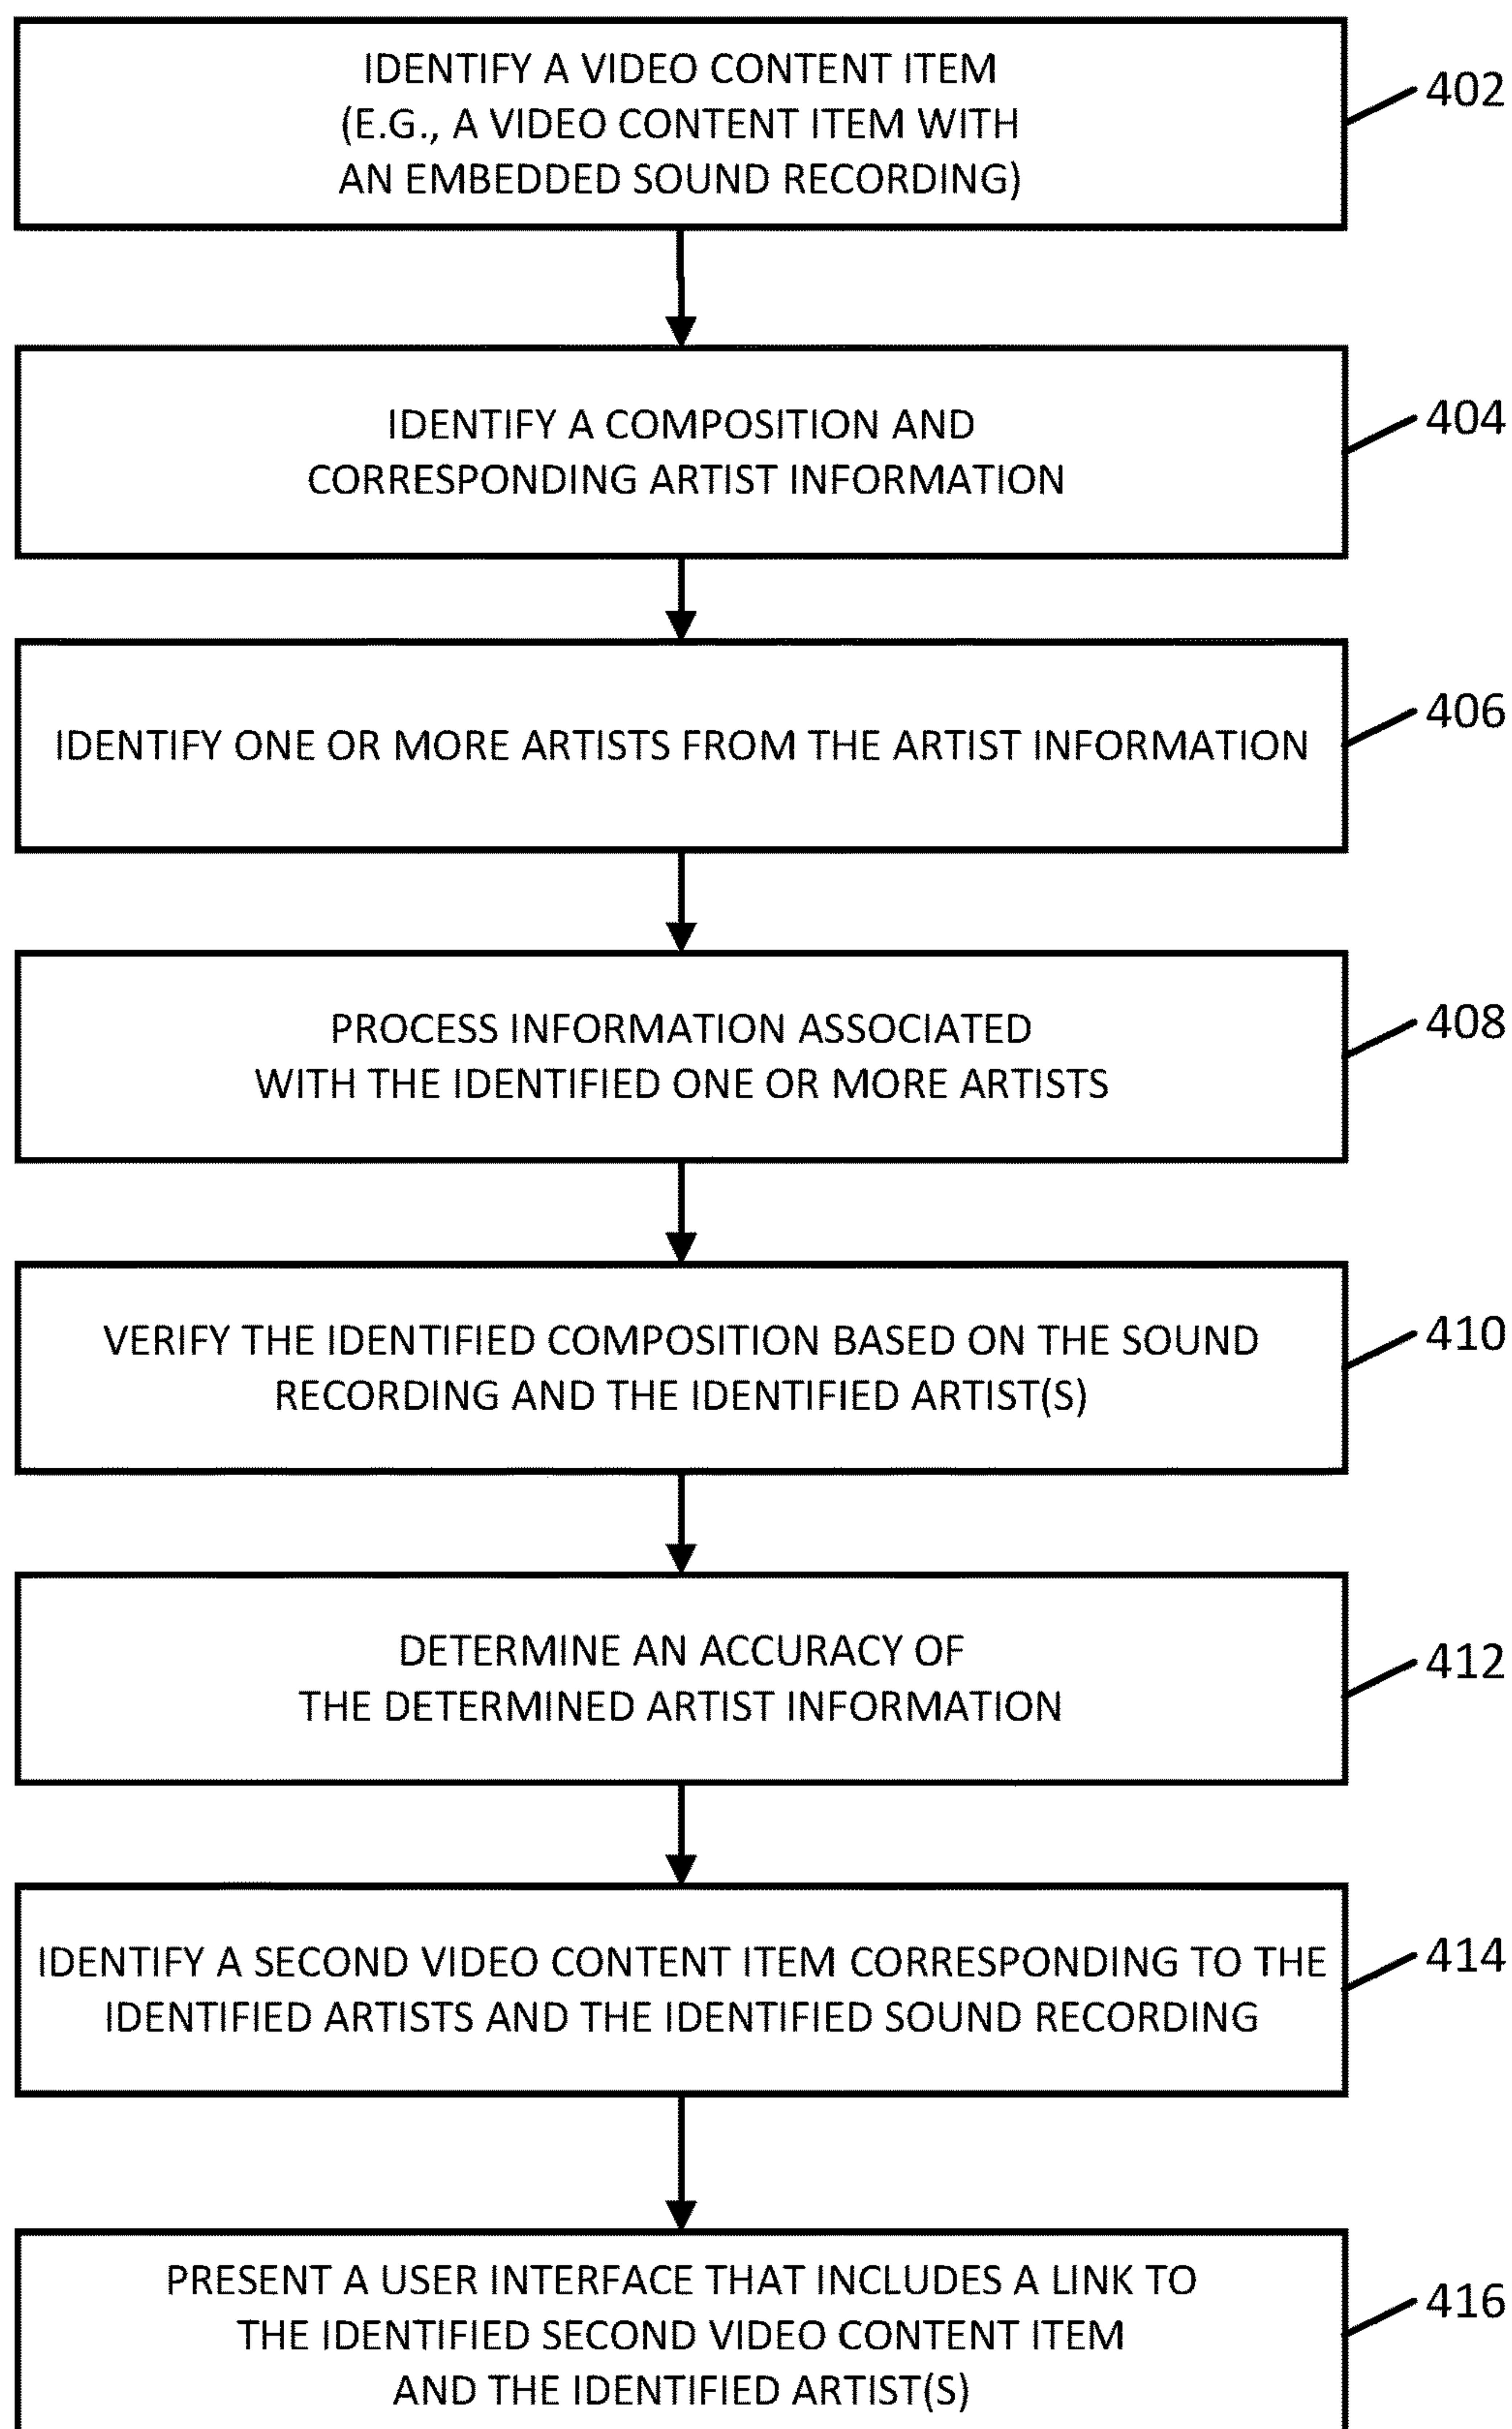 IDENTIFY A VIDEO CONTENT ITEM
(E.G., A VIDEO CONTENT ITEM WITH
AN EMBEDDED SOUND RECORDING)
402
IDENTIFY A COMPOSITION AND
CORRESPONDING ARTIST INFORMATION
404
IDENTIFY ONE OR MORE ARTISTS FROM THE ARTIST INFORMATION
406
PROCESS INFORMATION ASSOCIATED
WITH THE IDENTIFIED ONE OR MORE ARTISTS
408
VERIFY THE IDENTIFIED COMPOSITION BASED ON THE SOUND
RECORDING AND THE IDENTIFIED ARTIST(S)
410
DETERMINE AN ACCURACY OF
THE DETERMINED ARTIST INFORMATION
412
IDENTIFY A SECOND VIDEO CONTENT ITEM CORRESPONDING TO THE
IDENTIFIED ARTISTS AND THE IDENTIFIED SOUND RECORDING
414
PRESENT A USER INTERFACE THAT INCLUDES A LINK TO
THE IDENTIFIED SECOND VIDEO CONTENT ITEM
AND THE IDENTIFIED ARTIST(S)
416